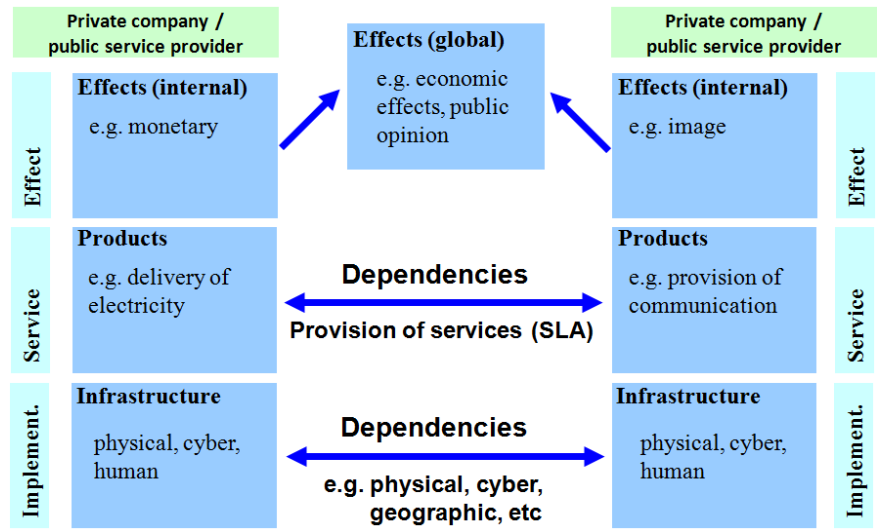 Private company /
public service provider
Effects (global)
e.g. economic
effects, public
opinion
Private company /
public service provider
Effect
Effects (internal)
e.g. monetary
Effects (internal)
e.g. image
Effect
Service
Products
e.g. delivery of
electricity
Dependencies
Provision of services (SLA)
Products
e.g. provision of
communication
Service
Implement.
Infrastructure
physical, cyber,
human
Dependencies
e.g. physical, cyber,
geographic, etc
Infrastructure
physical, cyber,
human
Implement.